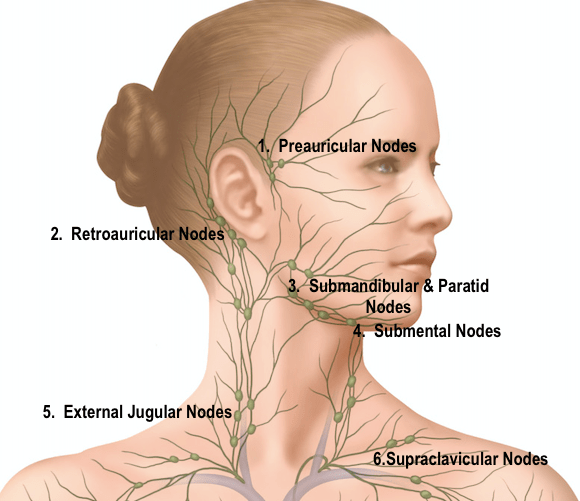 1. Preauricular Nodes
2. Retroauricular Nodes
3. Submandibular & Paratid
Nodes
4. Submental Nodes
5. External Jugular Nodes
6.Supraclavicular Nodes